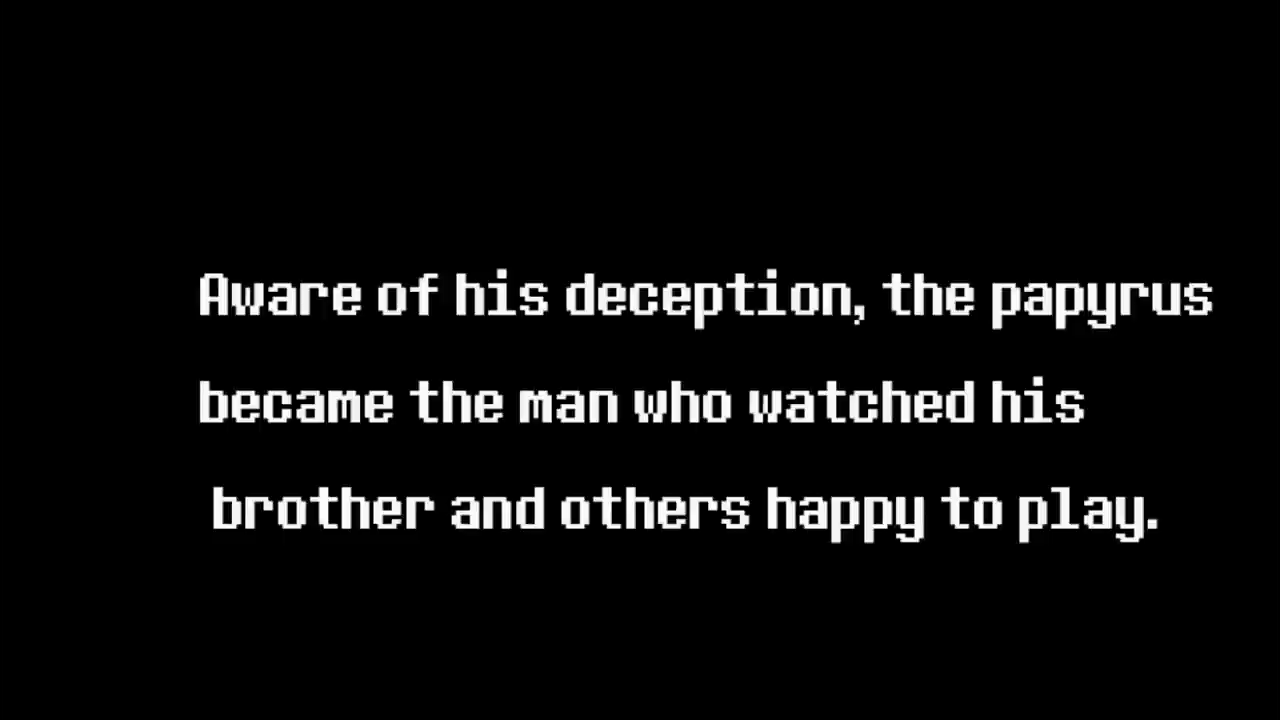 Aware of his deception, the papyrus
became the man who watched his
brother and others happy to play.